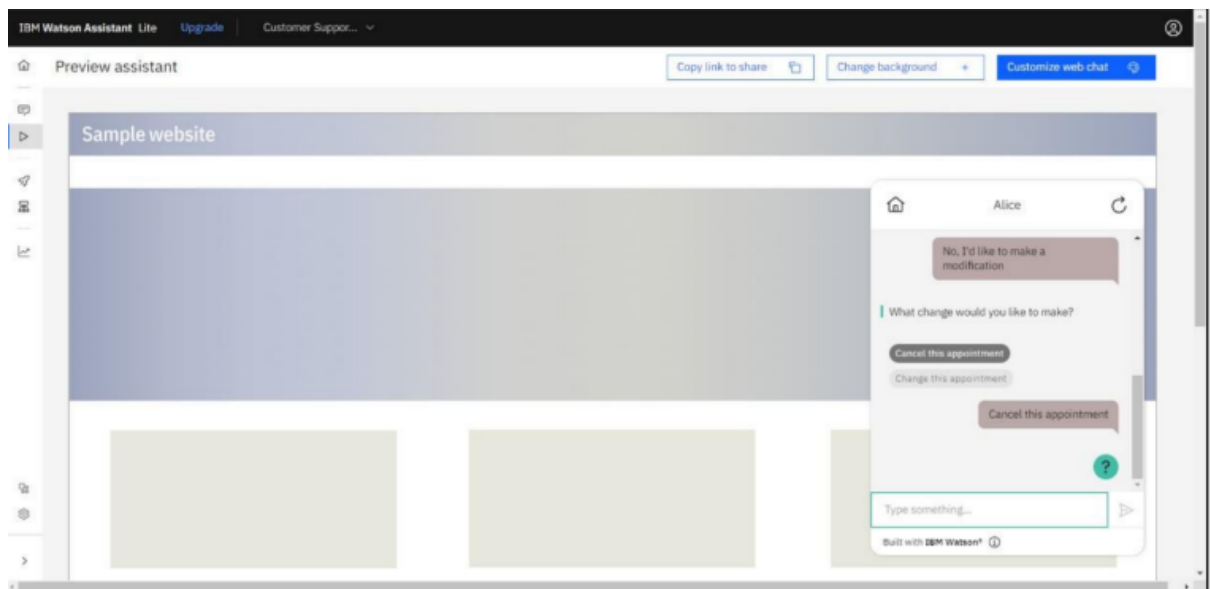 IBM Watson Assistant Lite Upgrade Customer Suppor...
Preview assistant Copy link to share Change background + Customize web chat
Sample website
Alice
No, I'd like to make a
modification
What change would you like to make?
Cancel this appointment
Change this appointment
Cancel this appointment
?
Type something...
Built with IBM Watson®